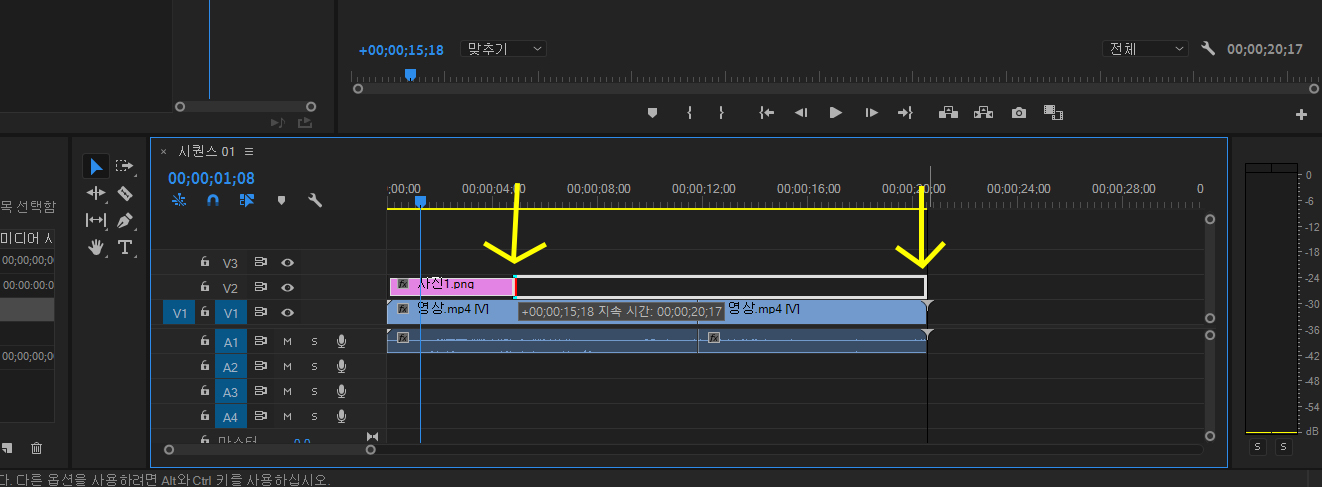 +00;00;15;18 맞추기 전체 00;00;20;17
× 시퀀스 01
00;00;01;08
;00;00 00;00;04;00 00;00;08;00 00;00;12;00 00;00;16;00 00;00;20;00 00;00;24;00 00;00;28;00 0
목 선택함
미디어 시
00;00;00;0
00:00:00:0
00;00;00;0
T
V3
V2 fx 사진1.png
V1 V1 fx 영상.mp4 [V] 영상.mp4 [V]
+00;00;15;18 지속 시간: 00;00;20;17
A1 M S fx fx
A2 M S
A3 M S
A4 M S
마스터 0.0
0
-6
-12
-18
-24
-30
-36
-42
-48
-54
dB
S S
다. 다른 옵션을 사용하려면 Alt와 Ctrl 키를 사용하십시오.